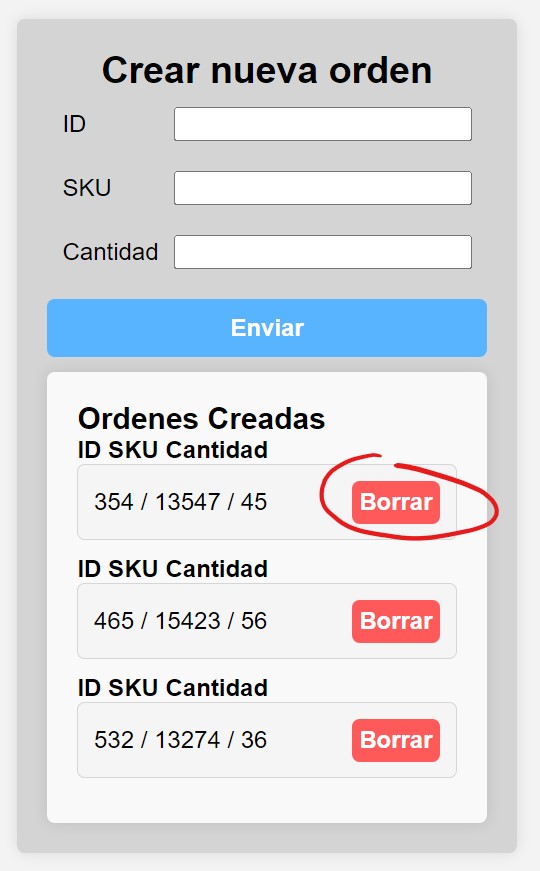 Crear nueva orden
ID
SKU
Cantidad
Enviar
Ordenes Creadas
ID SKU Cantidad
354 / 13547 / 45 Borrar
ID SKU Cantidad
465 / 15423 / 56 Borrar
ID SKU Cantidad
532 / 13274 / 36 Borrar